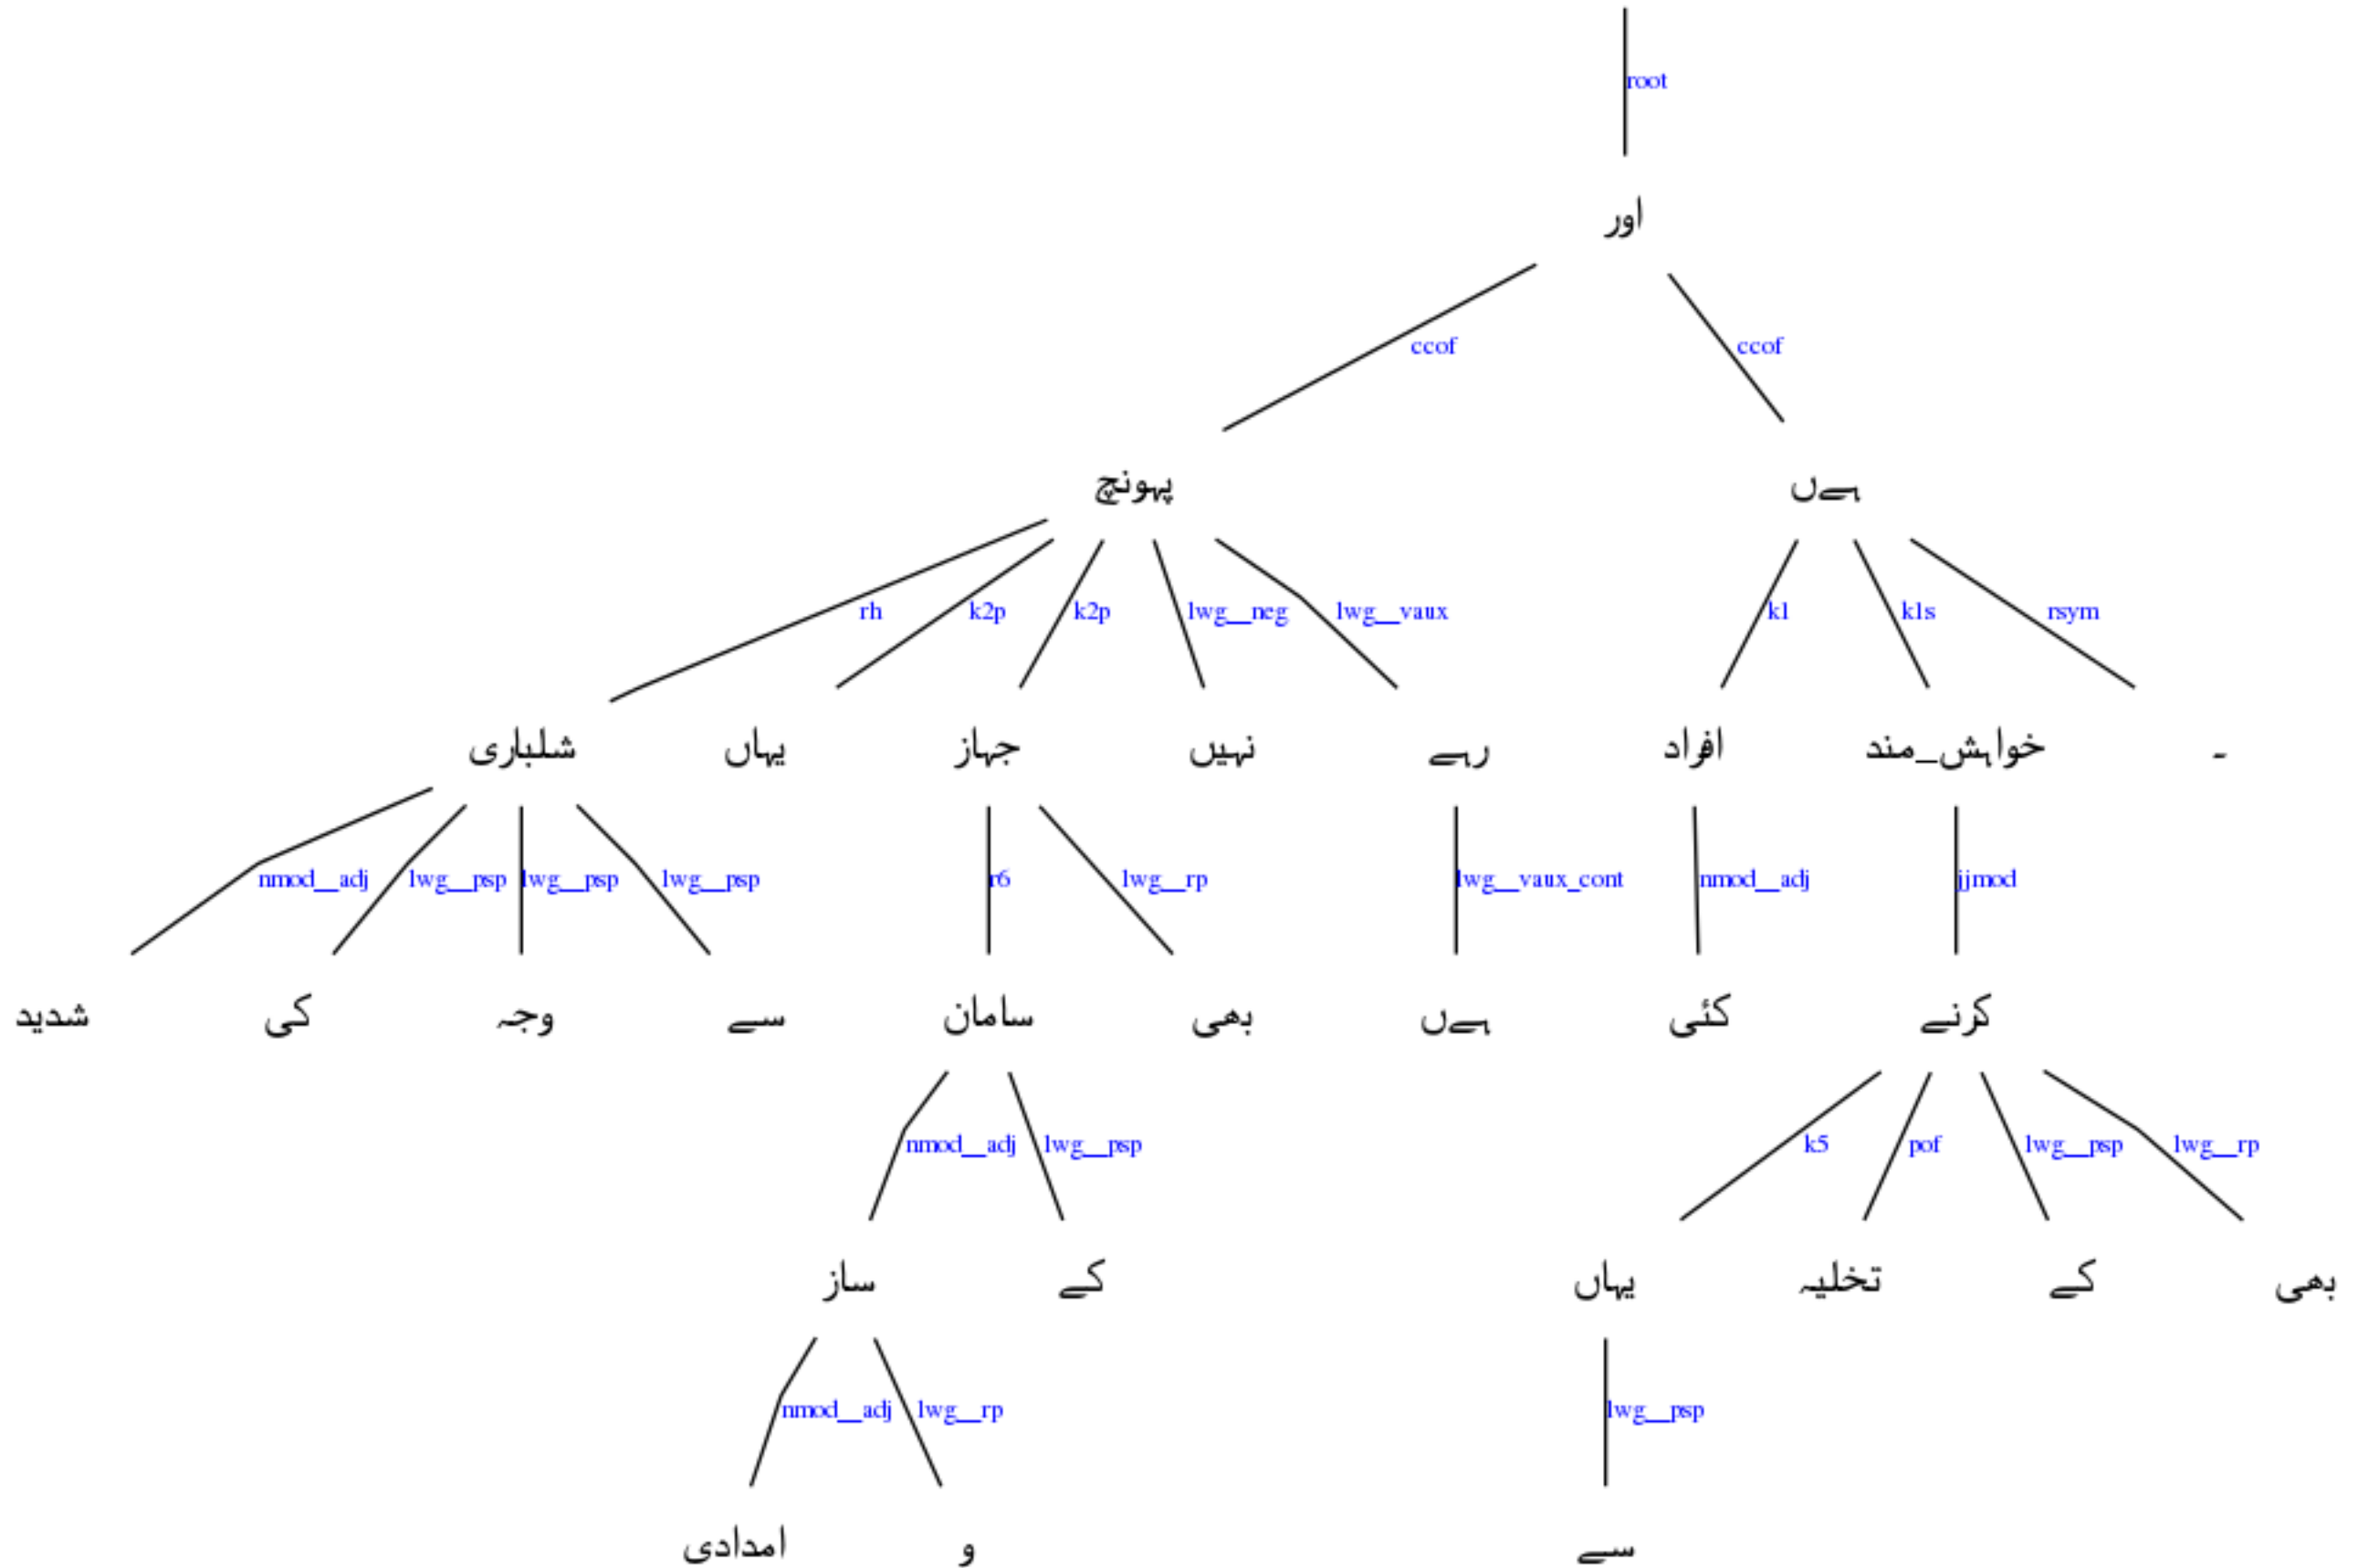 root
اور
ccof ccof
پہونچ ہےں
rh k2p k2p lwg__neg lwg__vaux k1 k1s rsym
شلباری یہاں جہاز نہیں رہے افراد خواہش_مند ۔
nmod__adj lwg__psp lwg__psp lwg__psp r6 lwg__rp lwg__vaux_cont nmod__adj jjmod
شدید کی وجہ سے سامان بھی ہےں کئی کرنے
nmod__adj lwg__psp k5 pof lwg__psp lwg__rp
ساز کے یہاں تخلیہ کے بھی
nmod__adj lwg__rp lwg__psp
امدادی و سے